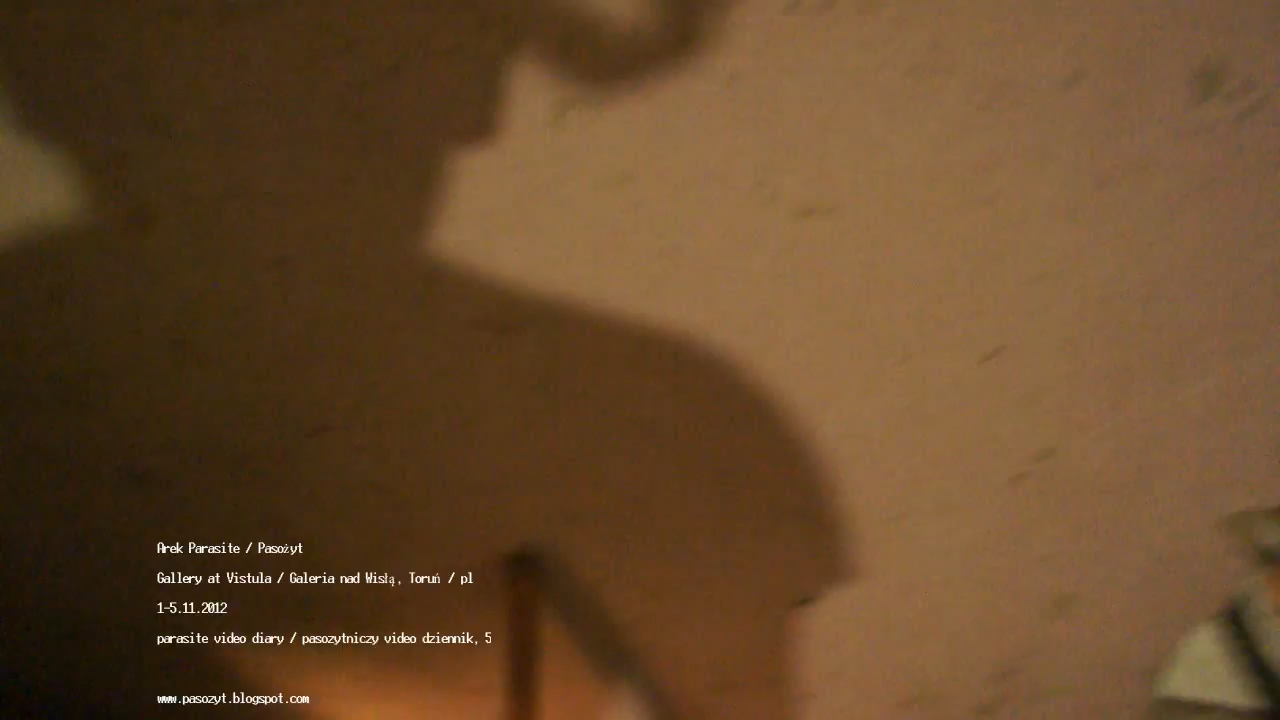 Arek Parasite / Pasożyt
Gallery at Vistula / Galeria nad Wisłą, Toruń / pl
1-5.11.2012
parasite video diary / pasozytniczy video dziennik, 5
www.pasozyt.blogspot.com